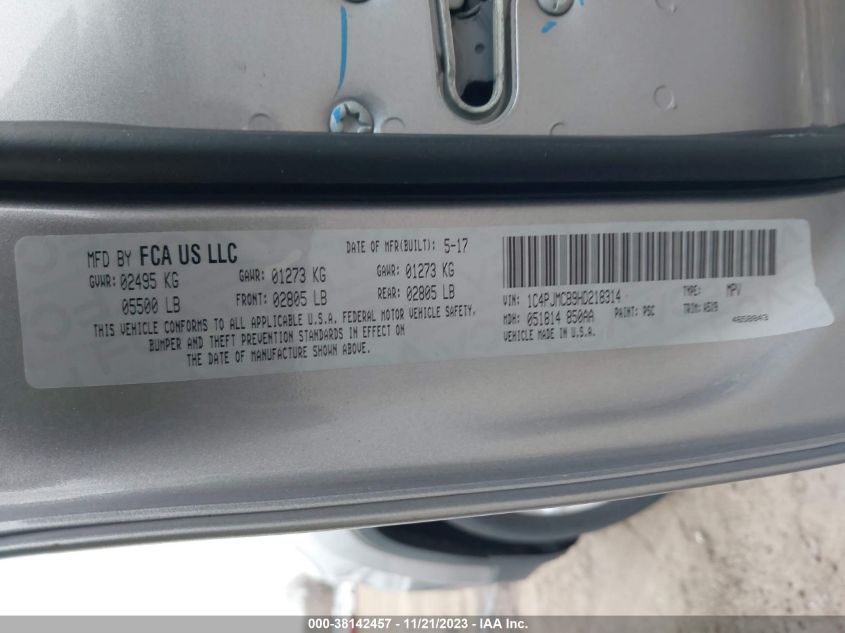 MFD BY FCA US LLC DATE OF MFR(BUILT): 5-17
GVWR: 02495 KG GAWR: 01273 KG GAWR: 01273 KG
05500 LB FRONT: 02805 LB REAR: 02805 LB
THIS VEHICLE CONFORMS TO ALL APPLICABLE U.S.A. FEDERAL MOTOR VEHICLE SAFETY,
BUMPER AND THEFT PREVENTION STANDARDS IN EFFECT ON
THE DATE OF MANUFACTURE SHOWN ABOVE.
VIN: 1C4PJMCB9HD218314 TYPE: MPV
MDH: 051814 850AA PAINT: PSC TRIM:
VEHICLE MADE IN U.S.A. 4658843
000-38142457 - 11/21/2023 - IAA Inc.